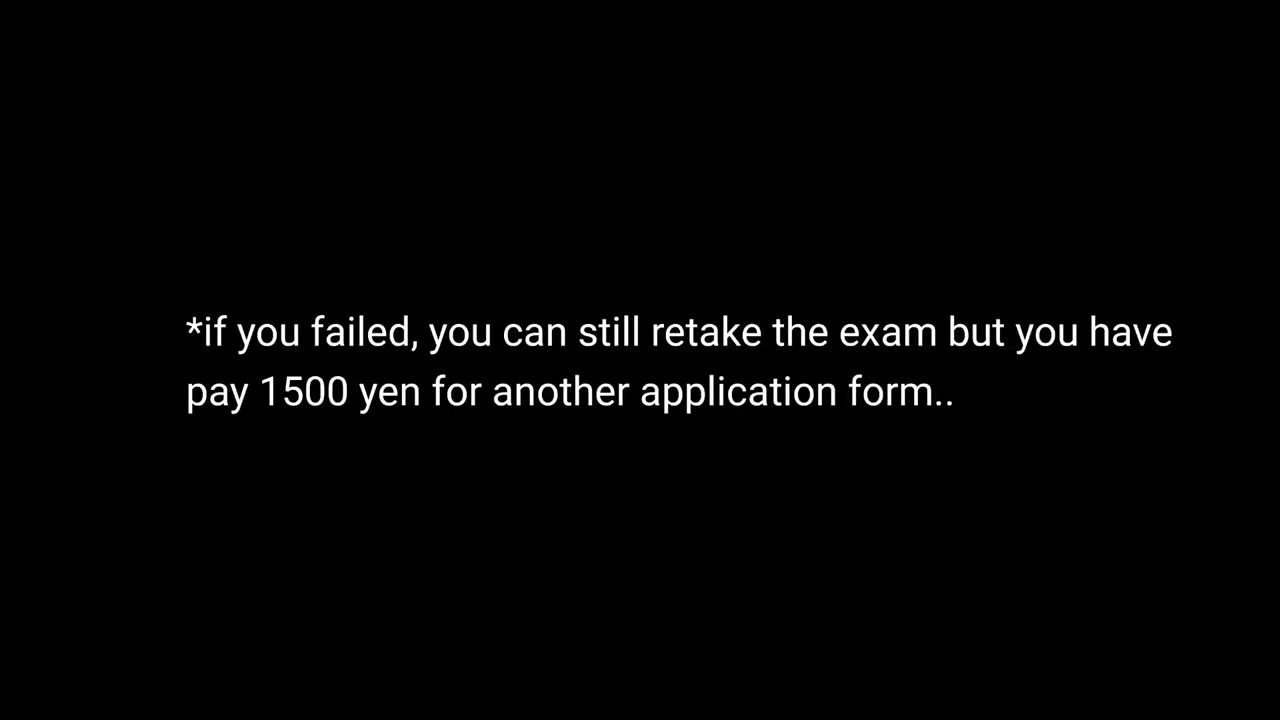 *if you failed, you can still retake the exam but you have
pay 1500 yen for another application form..